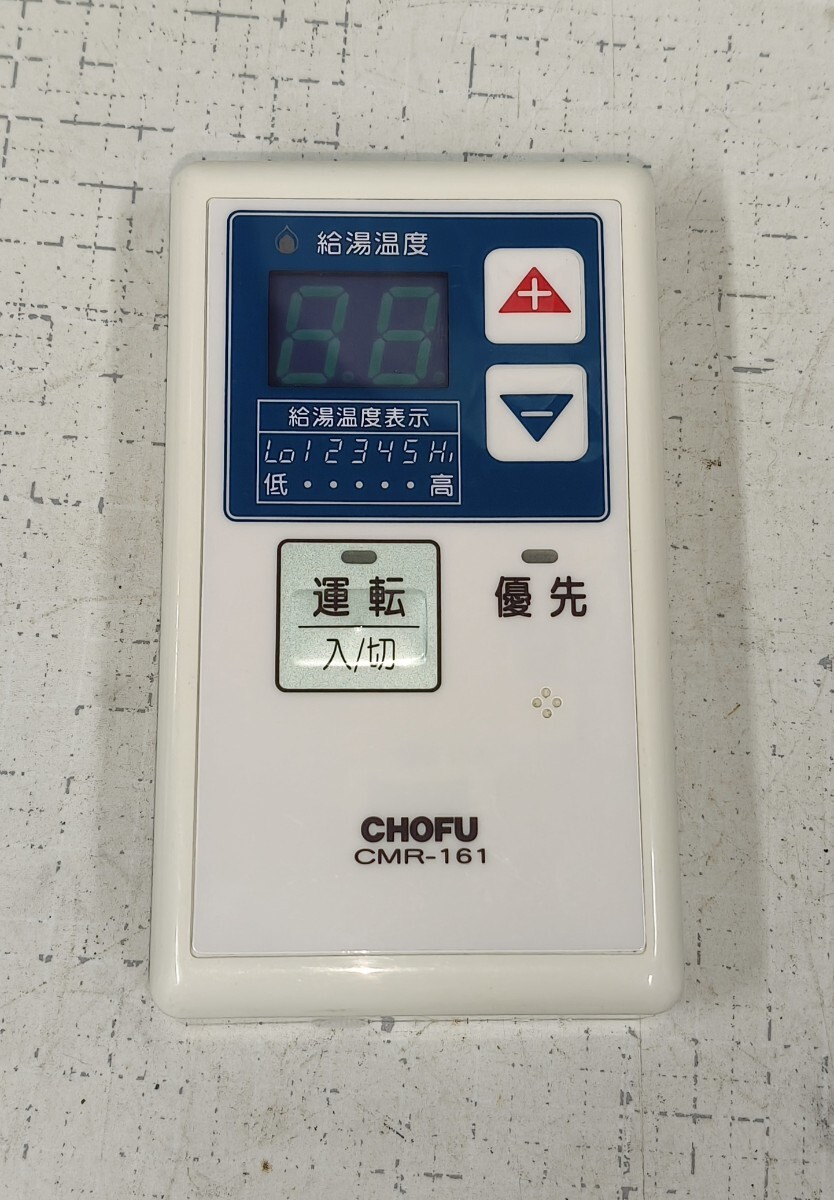 給湯温度
88
+
−
給湯温度表示
Lo 1 2 3 4 5 Hi
低 ・・・・・ 高
運転
入/切
優先
CHOFU
CMR-161